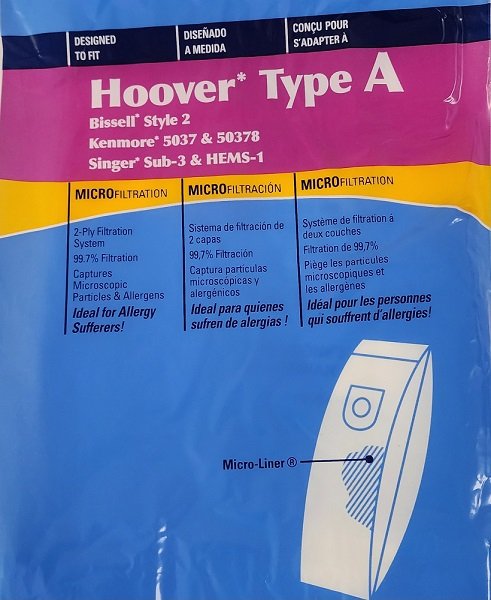 DESIGNED
TO FIT
DISEÑADO
A MEDIDA
CONÇU POUR
S'ADAPTER À
Hoover* Type A
Bissell* Style 2
Kenmore* 5037 & 50378
Singer* Sub-3 & HEMS-1
MICROFILTRATION
2-Ply Filtration
System
99.7% Filtration
Captures
Microscopic
Particles & Allergens
Ideal for Allergy
Sufferers!
MICROFILTRACIÓN
Sistema de filtración de
2 capas
99,7% Filtración
Captura partículas
microscópicas y
alergénicos
Ideal para quienes
sufren de alergias !
MICROFILTRATION
Système de filtration à
deux couches
Filtration de 99,7%
Piège les particules
microscopiques et
les allergènes
Idéal pour les personnes
qui souffrent d'allergies!
Micro-Liner®